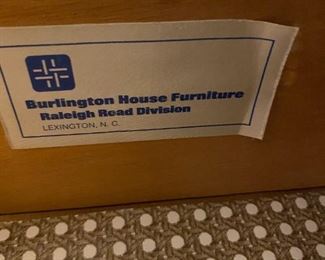 Burlington House Furniture
Raleigh Road Division
LEXINGTON, N. C.